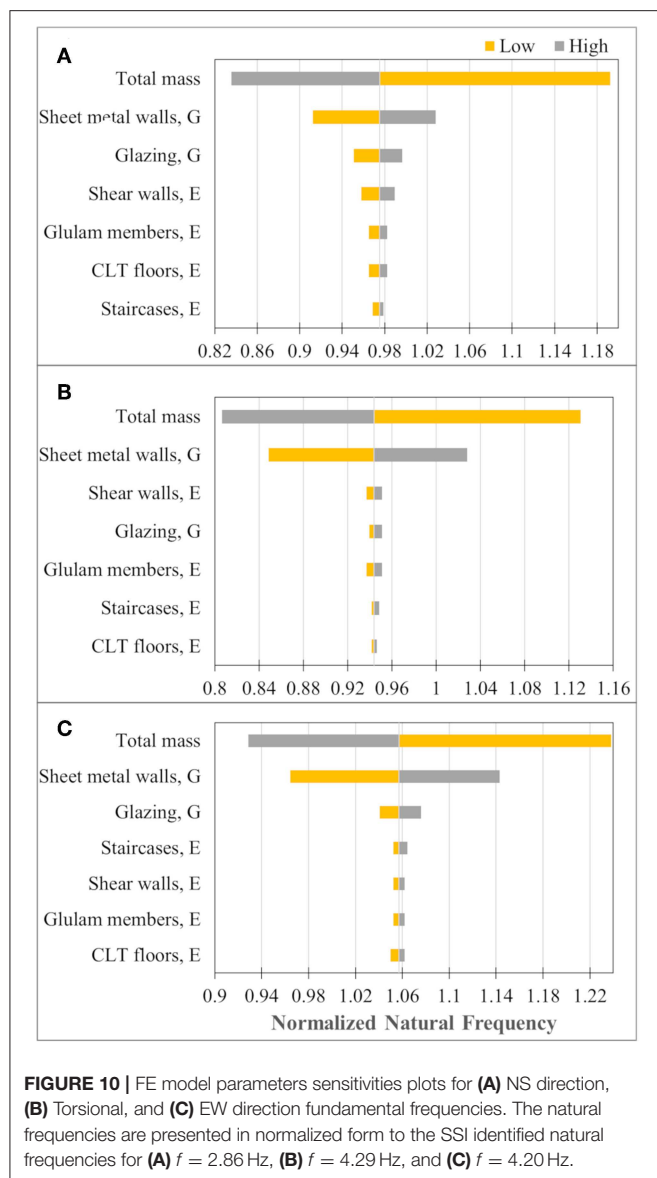 A
Low High
Total mass
Sheet metal walls, G
Glazing, G
Shear walls, E
Glulam members, E
CLT floors, E
Staircases, E
0.82 0.86 0.9 0.94 0.98 1.02 1.06 1.1 1.14 1.18
B
Total mass
Sheet metal walls, G
Shear walls, E
Glazing, G
Glulam members, E
Staircases, E
CLT floors, E
0.8 0.84 0.88 0.92 0.96 1 1.04 1.08 1.12 1.16
C
Total mass
Sheet metal walls, G
Glazing, G
Staircases, E
Shear walls, E
Glulam members, E
CLT floors, E
0.9 0.94 0.98 1.02 1.06 1.1 1.14 1.18 1.22
Normalized Natural Frequency
FIGURE 10 | FE model parameters sensitivities plots for (A) NS direction,
(B) Torsional, and (C) EW direction fundamental frequencies. The natural
frequencies are presented in normalized form to the SSI identified natural
frequencies for (A) f = 2.86 Hz, (B) f = 4.29 Hz, and (C) f = 4.20 Hz.